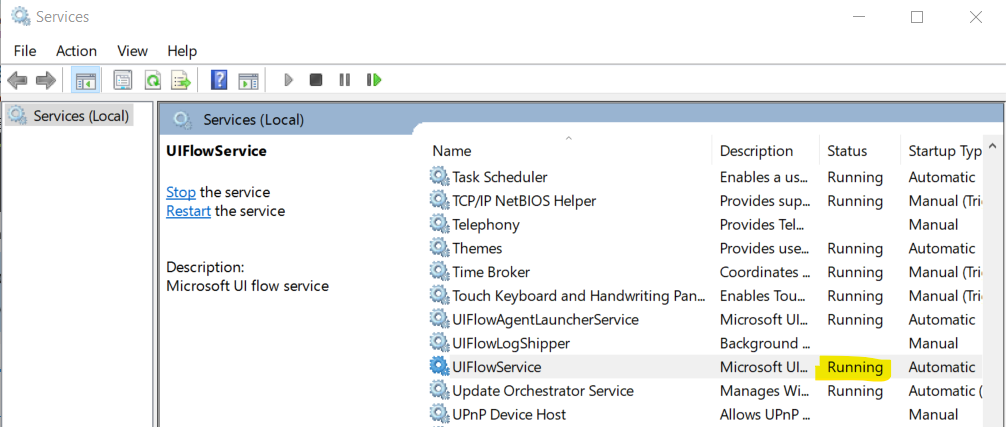 Services
File Action View Help
Services (Local)
Services (Local)
UIFlowService
Stop the service
Restart the service
Description:
Microsoft UI flow service
Name Description Status Startup Typ
Task Scheduler Enables a us... Running Automatic
TCP/IP NetBIOS Helper Provides sup... Running Manual (Tri
Telephony Provides Tel... Manual
Themes Provides use... Running Automatic
Time Broker Coordinates ... Running Manual (Tri
Touch Keyboard and Handwriting Pan... Enables Tou... Running Manual (Tri
UIFlowAgentLauncherService Microsoft UI... Running Automatic
UIFlowLogShipper Background ... Manual
UIFlowService Microsoft UI... Running Automatic
Update Orchestrator Service Manages Wi... Running Automatic (
UPnP Device Host Allows UPnP ... Manual